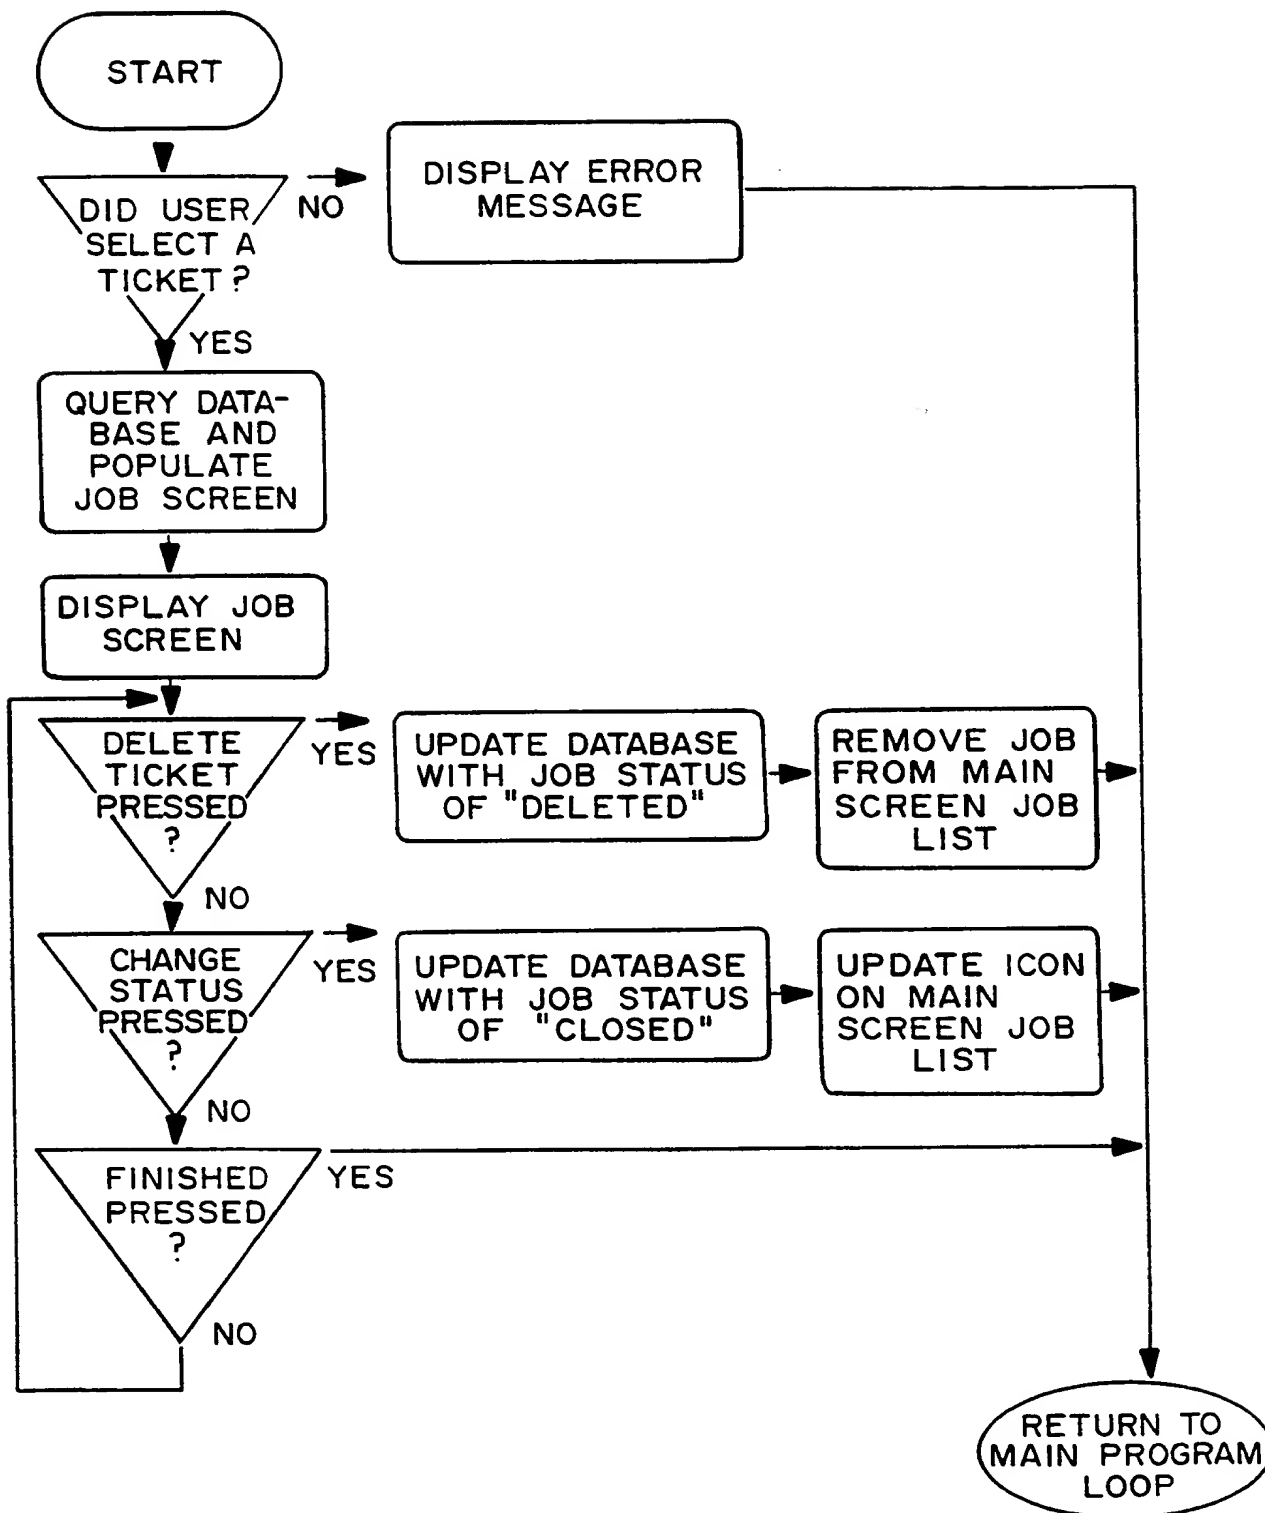 START
DID USER
SELECT A
TICKET?
NO
DISPLAY ERROR
MESSAGE
YES
QUERY DATA-
BASE AND
POPULATE
JOB SCREEN
DISPLAY JOB
SCREEN
DELETE
TICKET
PRESSED
?
YES
UPDATE DATABASE
WITH JOB STATUS
OF "DELETED"
REMOVE JOB
FROM MAIN
SCREEN JOB
LIST
NO
CHANGE
STATUS
PRESSED
?
YES
UPDATE DATABASE
WITH JOB STATUS
OF "CLOSED"
UPDATE ICON
ON MAIN
SCREEN JOB
LIST
NO
FINISHED
PRESSED
?
YES
NO
RETURN TO
MAIN PROGRAM
LOOP